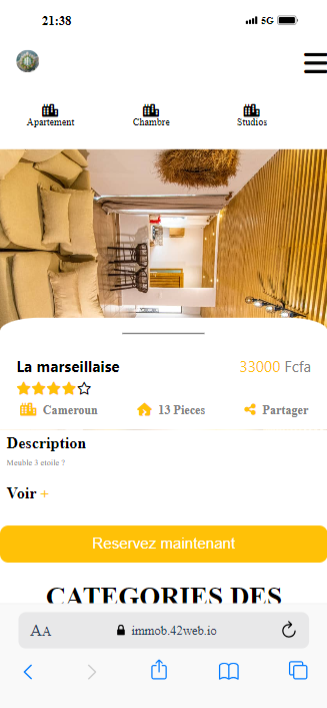 21:38
5G
Apartement
Chambre
Studios
La marseillaise
33000 Fcfa
Cameroun
13 Pieces
Partager
Description
Meuble 3 etoile ?
Voir +
Reservez maintenant
CATEGORIES DES
AA
immob.42web.io